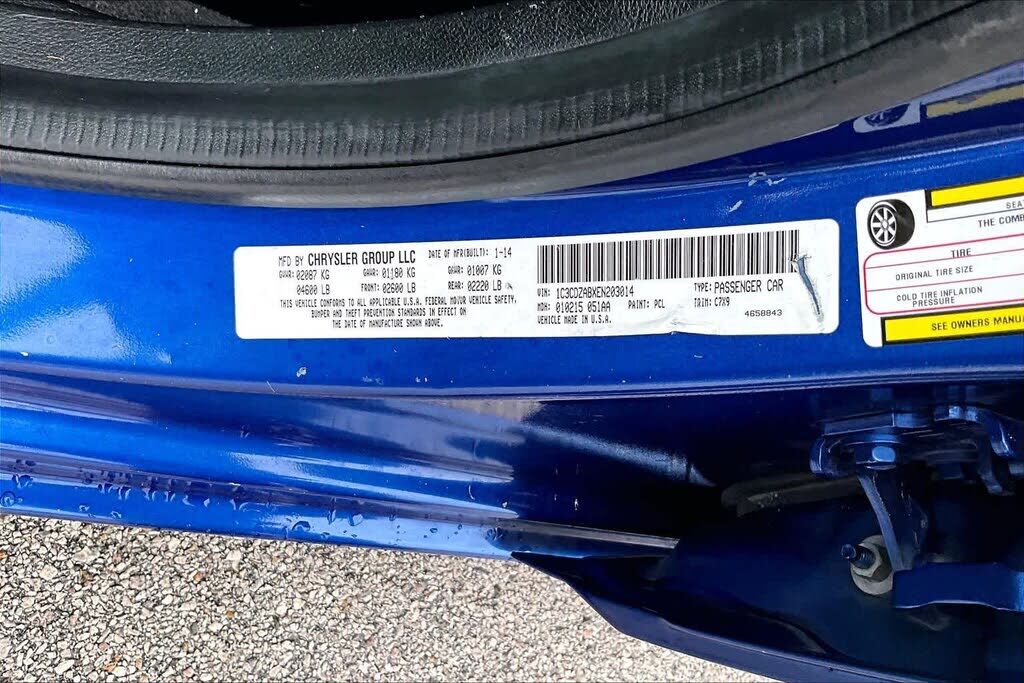 MFD BY CHRYSLER GROUP LLC DATE OF MFR(BUILT): 1-14
GVWR: 02087 KG GAWR: 01180 KG GAWR: 01007 KG
04600 LB FRONT: 02600 LB REAR: 02220 LB
THIS VEHICLE CONFORMS TO ALL APPLICABLE U.S.A. FEDERAL MOTOR VEHICLE SAFETY,
BUMPER AND THEFT PREVENTION STANDARDS IN EFFECT ON
THE DATE OF MANUFACTURE SHOWN ABOVE.
VIN: 1C3CDZABXEN203014 TYPE: PASSENGER CAR
MDH: 010215 051AA PAINT: PCL TRIM: C7X9
VEHICLE MADE IN U.S.A. 4658843
SEA
THE COMB
TIRE
ORIGINAL TIRE SIZE
COLD TIRE INFLATION
PRESSURE
SEE OWNERS MANU